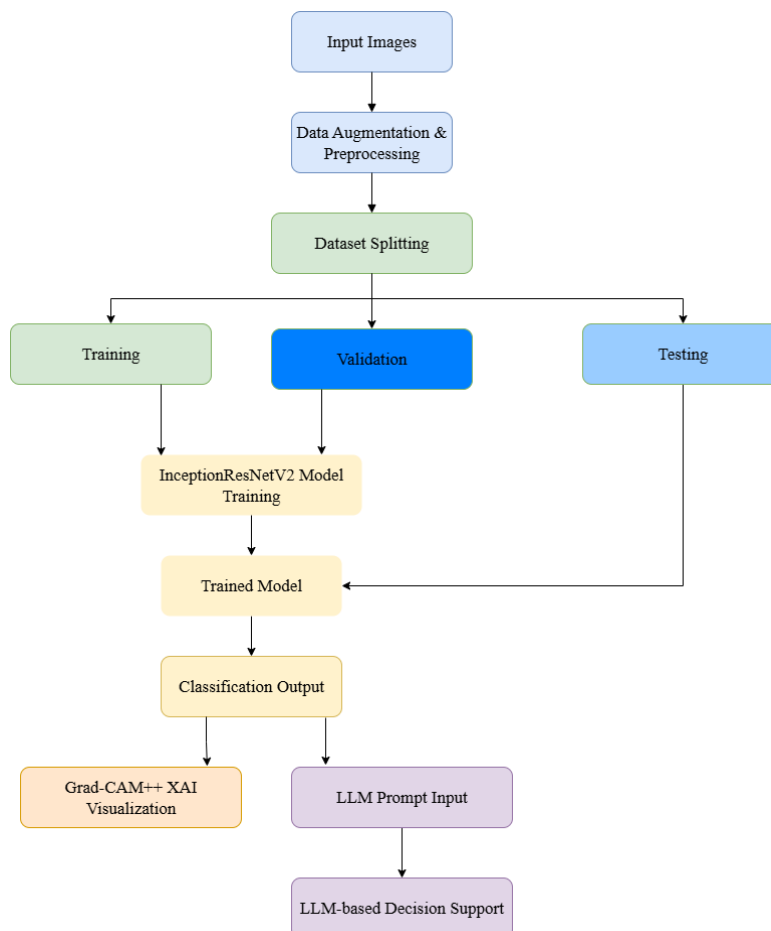 Input Images
Data Augmentation &
Preprocessing
Dataset Splitting
Training
Validation
Testing
InceptionResNetV2 Model
Training
Trained Model
Classification Output
Grad-CAM++ XAI
Visualization
LLM Prompt Input
LLM-based Decision Support